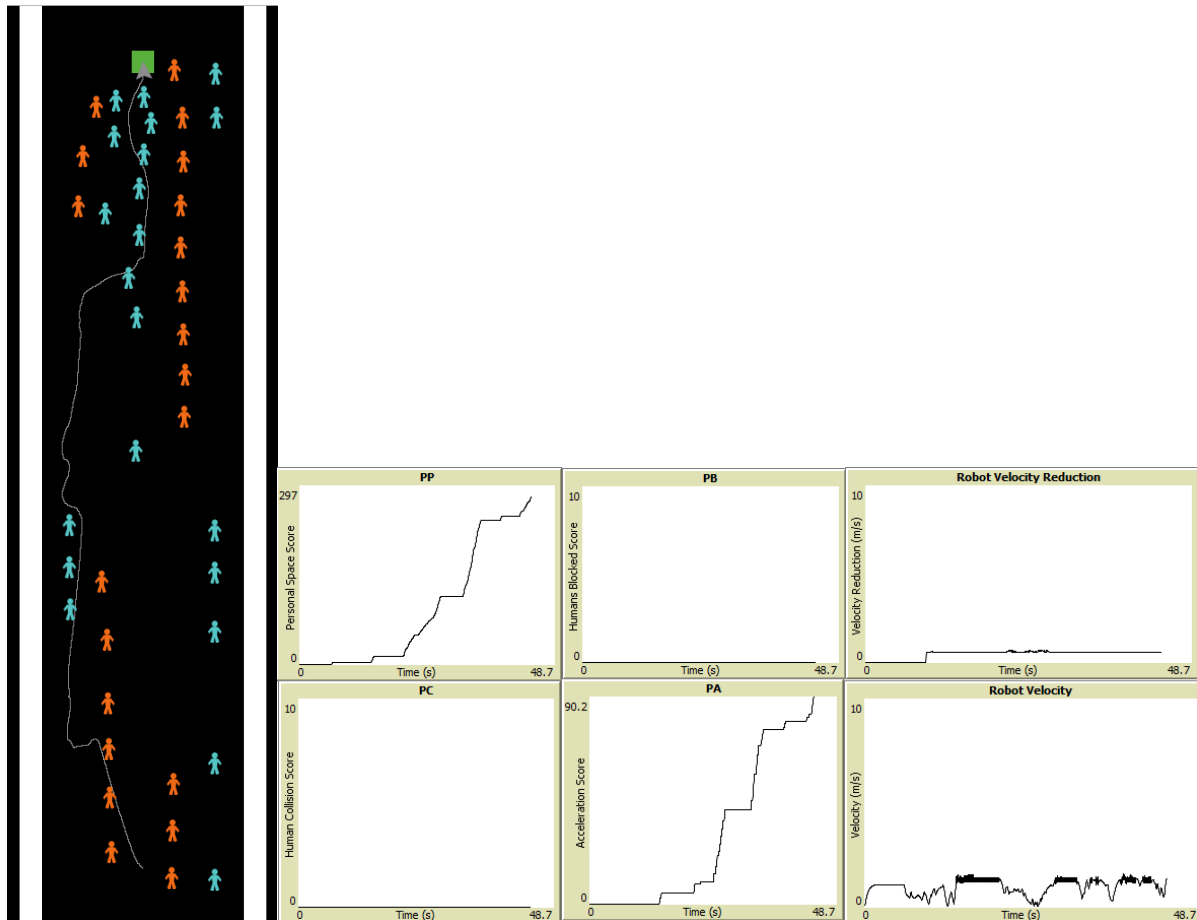 PP
297
Personal Space Score
0
0
Time (s)
48.7
PB
10
Humans Blocked Score
0
0
Time (s)
48.7
Robot Velocity Reduction
10
Velocity Reduction (m/s)
0
0
Time (s)
48.7
PC
10
Human Collision Score
0
0
Time (s)
48.7
PA
90.2
Acceleration Score
0
0
Time (s)
48.7
Robot Velocity
10
Velocity (m/s)
0
0
Time (s)
48.7